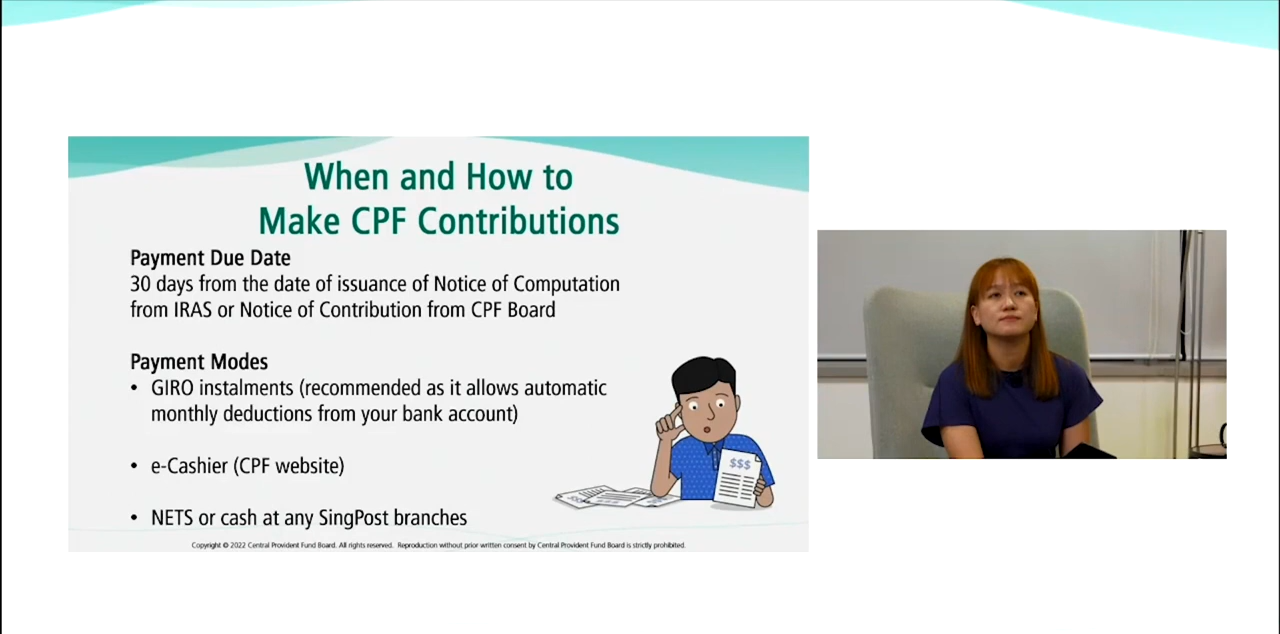 When and How to
Make CPF Contributions
Payment Due Date
30 days from the date of issuance of Notice of Computation
from IRAS or Notice of Contribution from CPF Board
Payment Modes
• GIRO instalments (recommended as it allows automatic
monthly deductions from your bank account)
• e-Cashier (CPF website)
• NETS or cash at any SingPost branches
$$$
Copyright © 2022 Central Provident Fund Board. All rights reserved. Reproduction without prior written consent by Central Provident Fund Board is strictly prohibited.